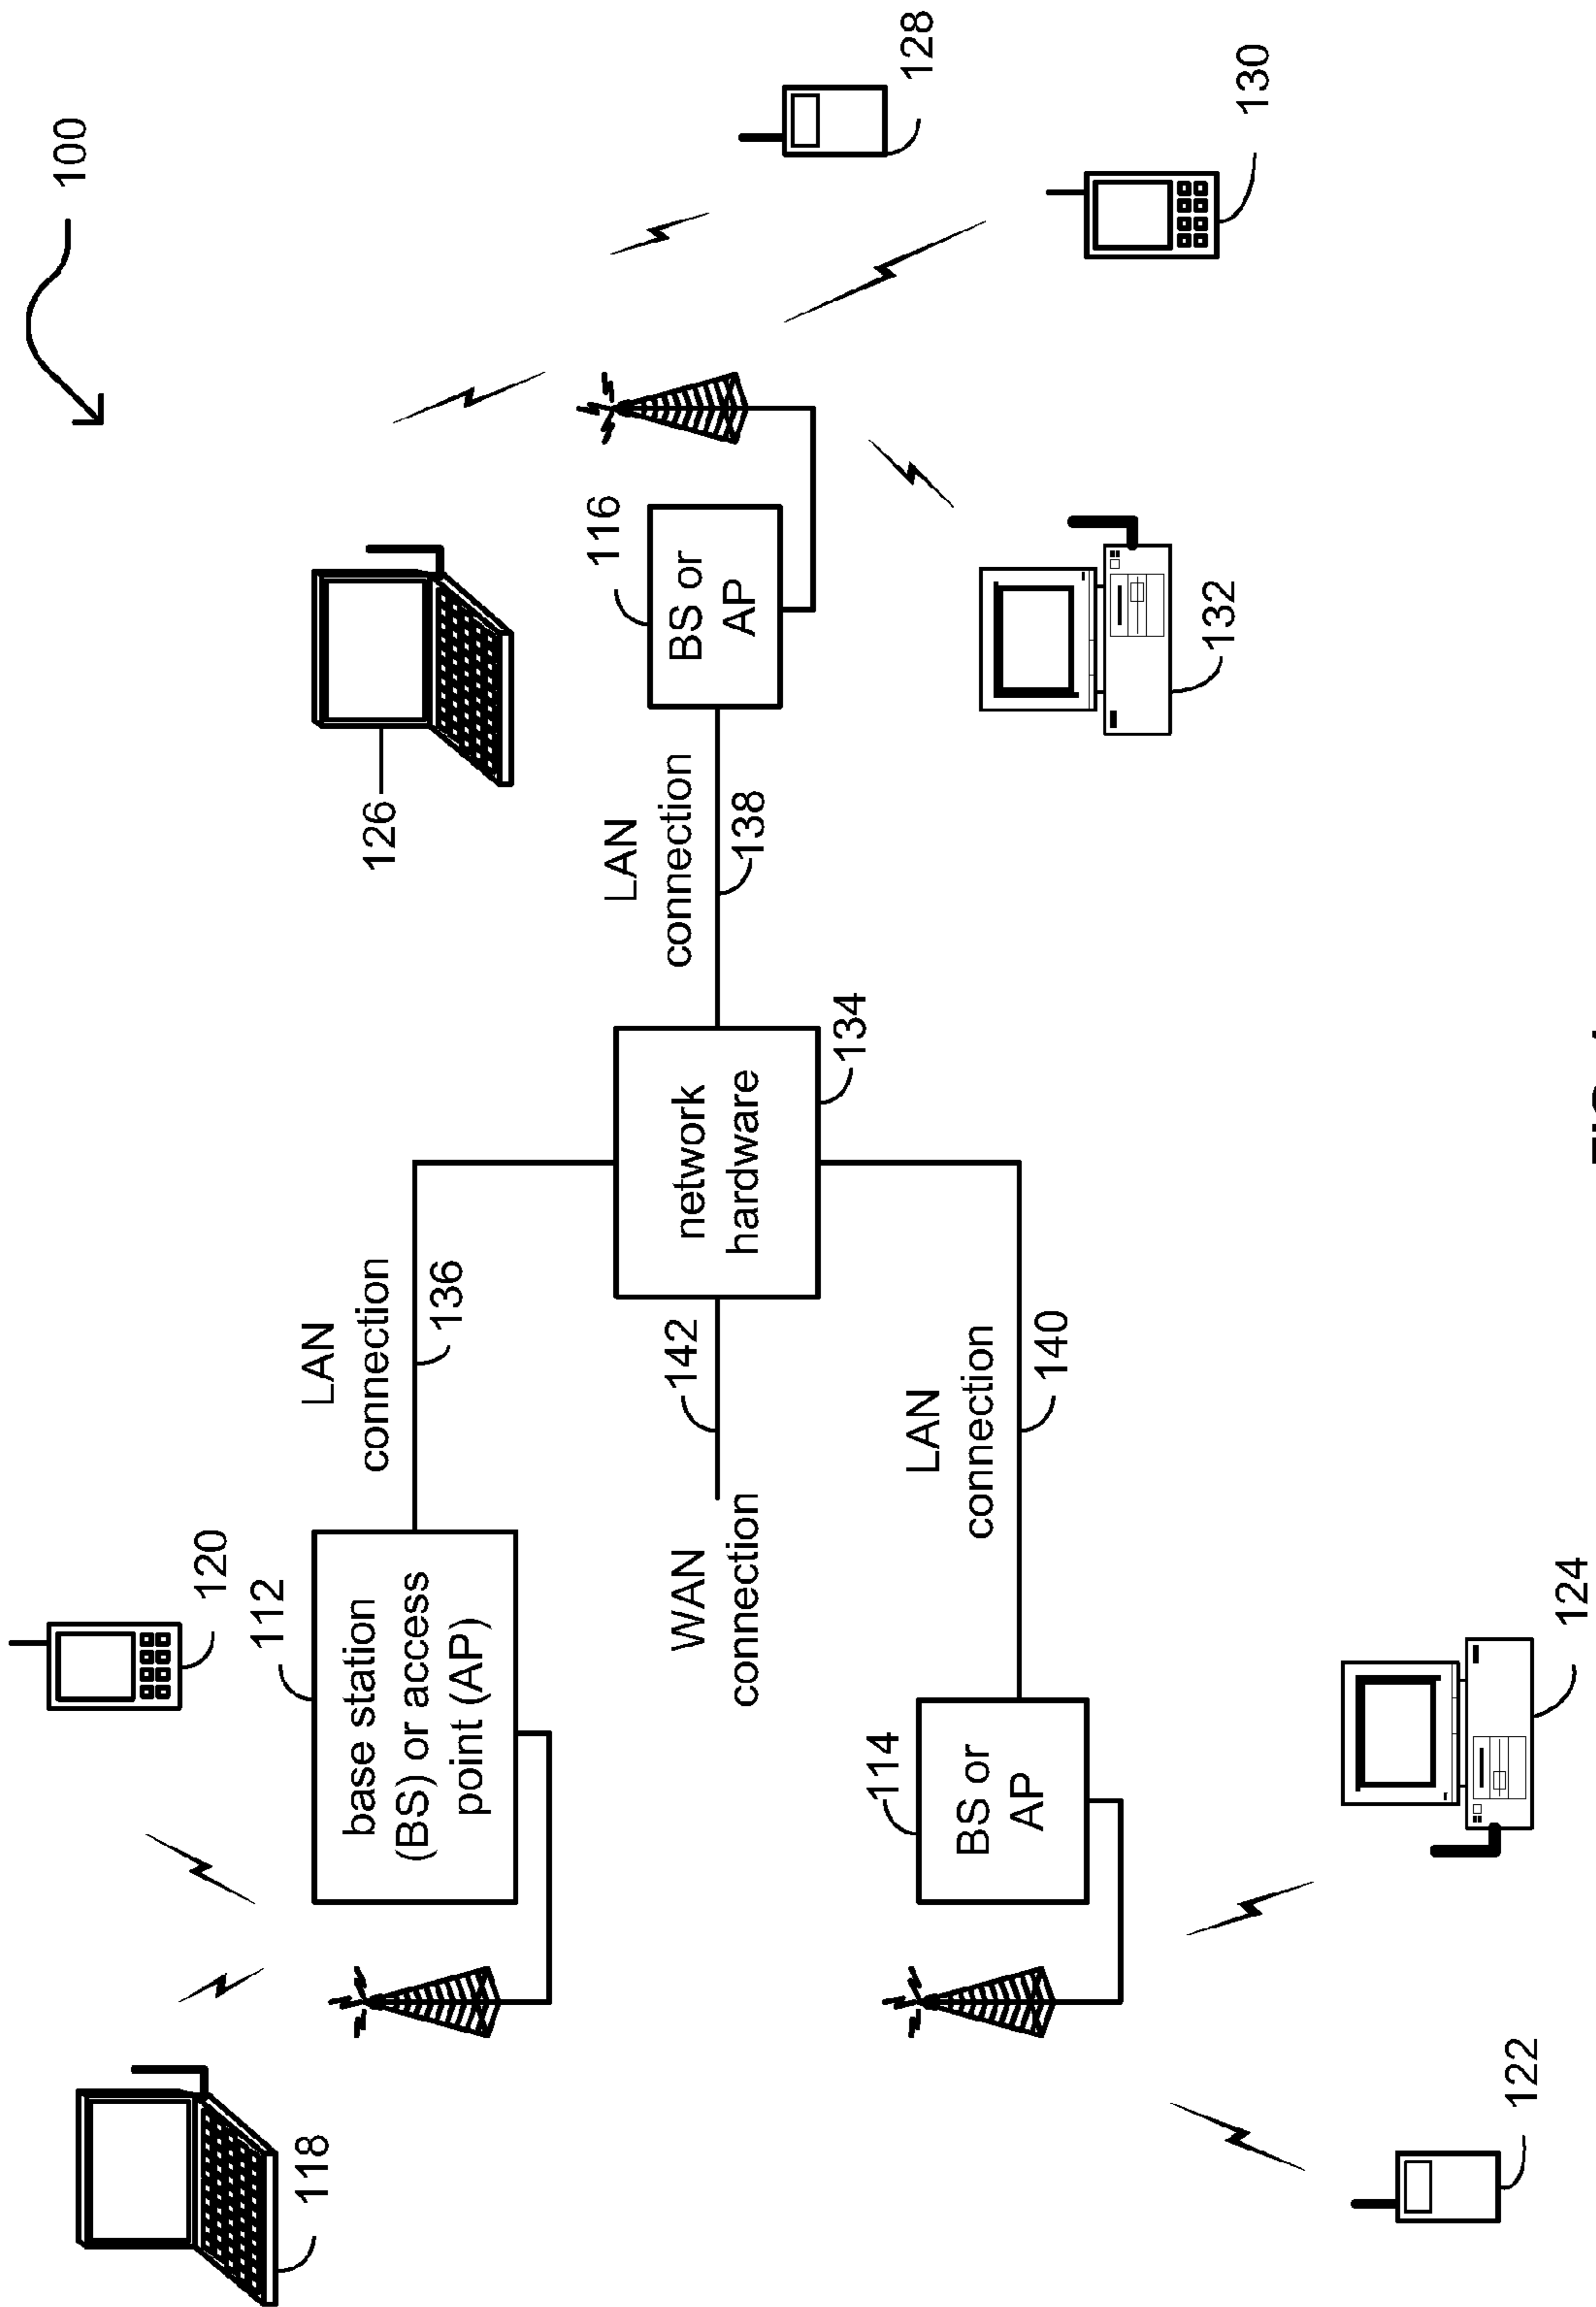 100
120
112
118
base station
(BS) or access
point (AP)
LAN
connection
136
126
116
BS or
AP
LAN
connection
138
128
142
WAN
connection
network
hardware
134
114
BS or
AP
LAN
connection
140
130
132
122
124